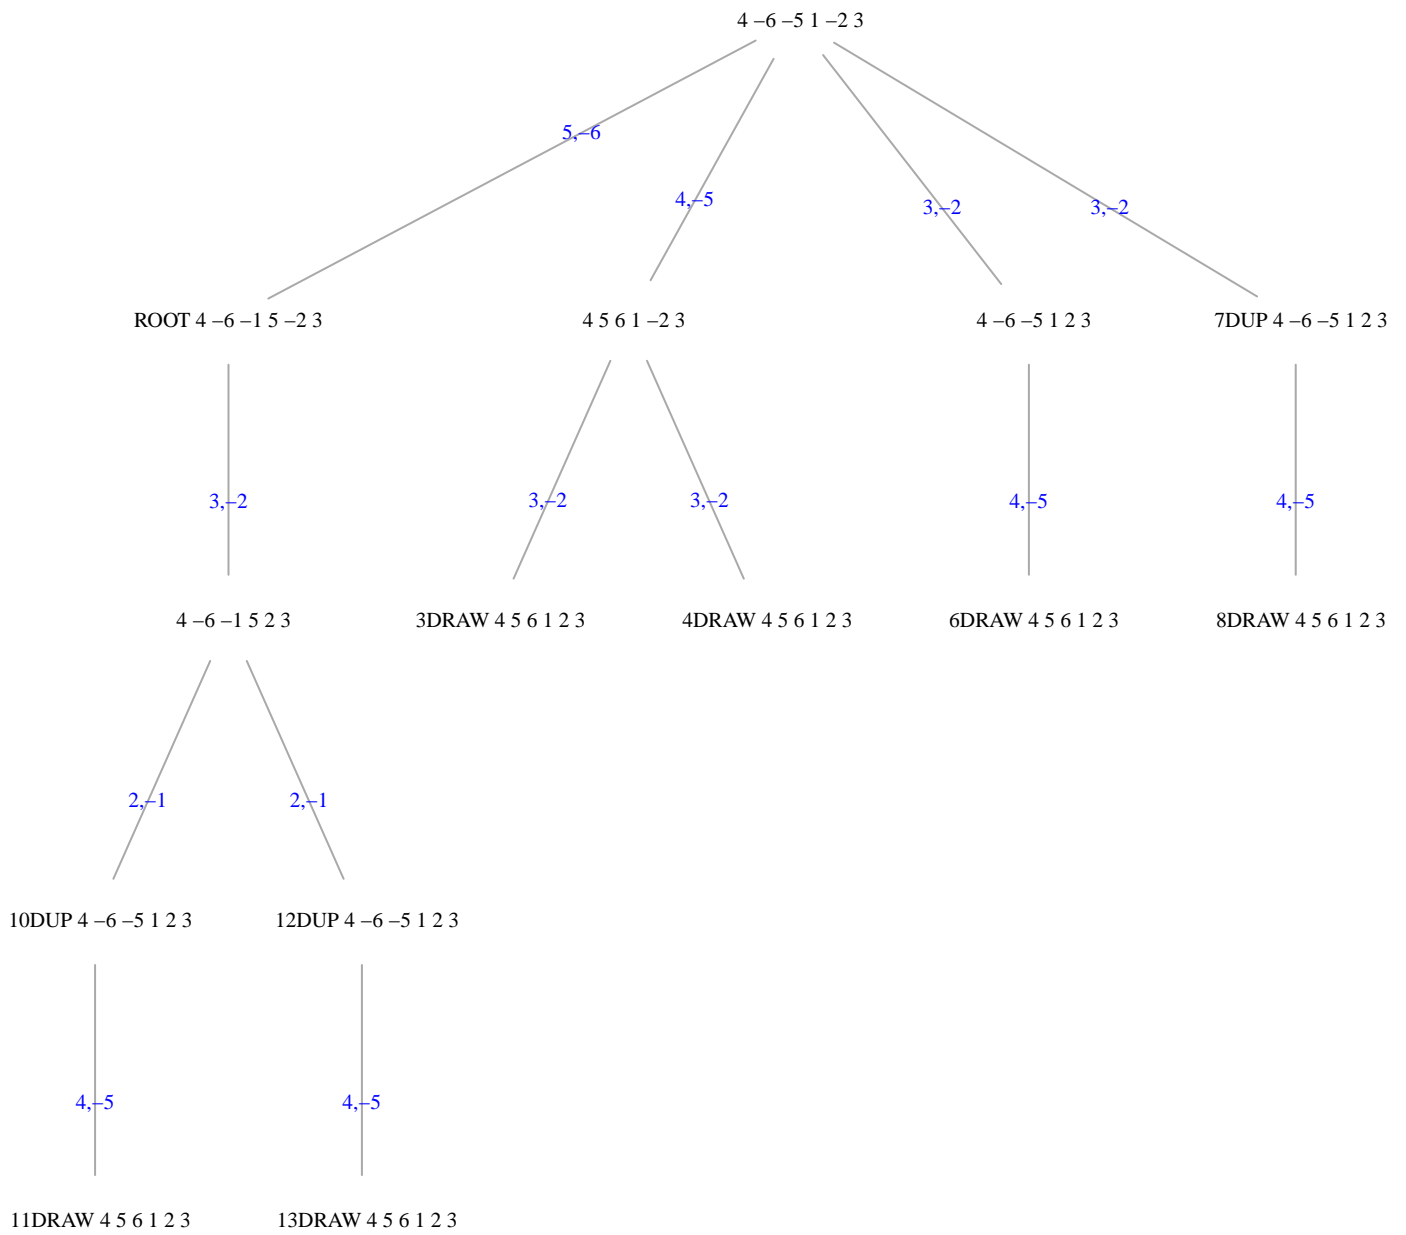 4 –6 –5 1 –2 3
5,–6
4,–5
3,–2
3,–2
ROOT 4 –6 –1 5 –2 3
4 5 6 1 –2 3
4 –6 –5 1 2 3
7DUP 4 –6 –5 1 2 3
3,–2
3,–2
3,–2
4,–5
4,–5
4 –6 –1 5 2 3
3DRAW 4 5 6 1 2 3
4DRAW 4 5 6 1 2 3
6DRAW 4 5 6 1 2 3
8DRAW 4 5 6 1 2 3
2,–1
2,–1
10DUP 4 –6 –5 1 2 3
12DUP 4 –6 –5 1 2 3
4,–5
4,–5
11DRAW 4 5 6 1 2 3
13DRAW 4 5 6 1 2 3